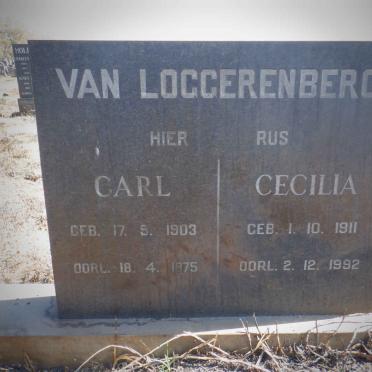 VAN LOGGERENBERG
HIER RUS
CARL
GEB. 17. 9. 1903
OORL. 18. 4. 1975
CECILIA
GEB. 1. 10. 1911
OORL. 2. 12. 1992